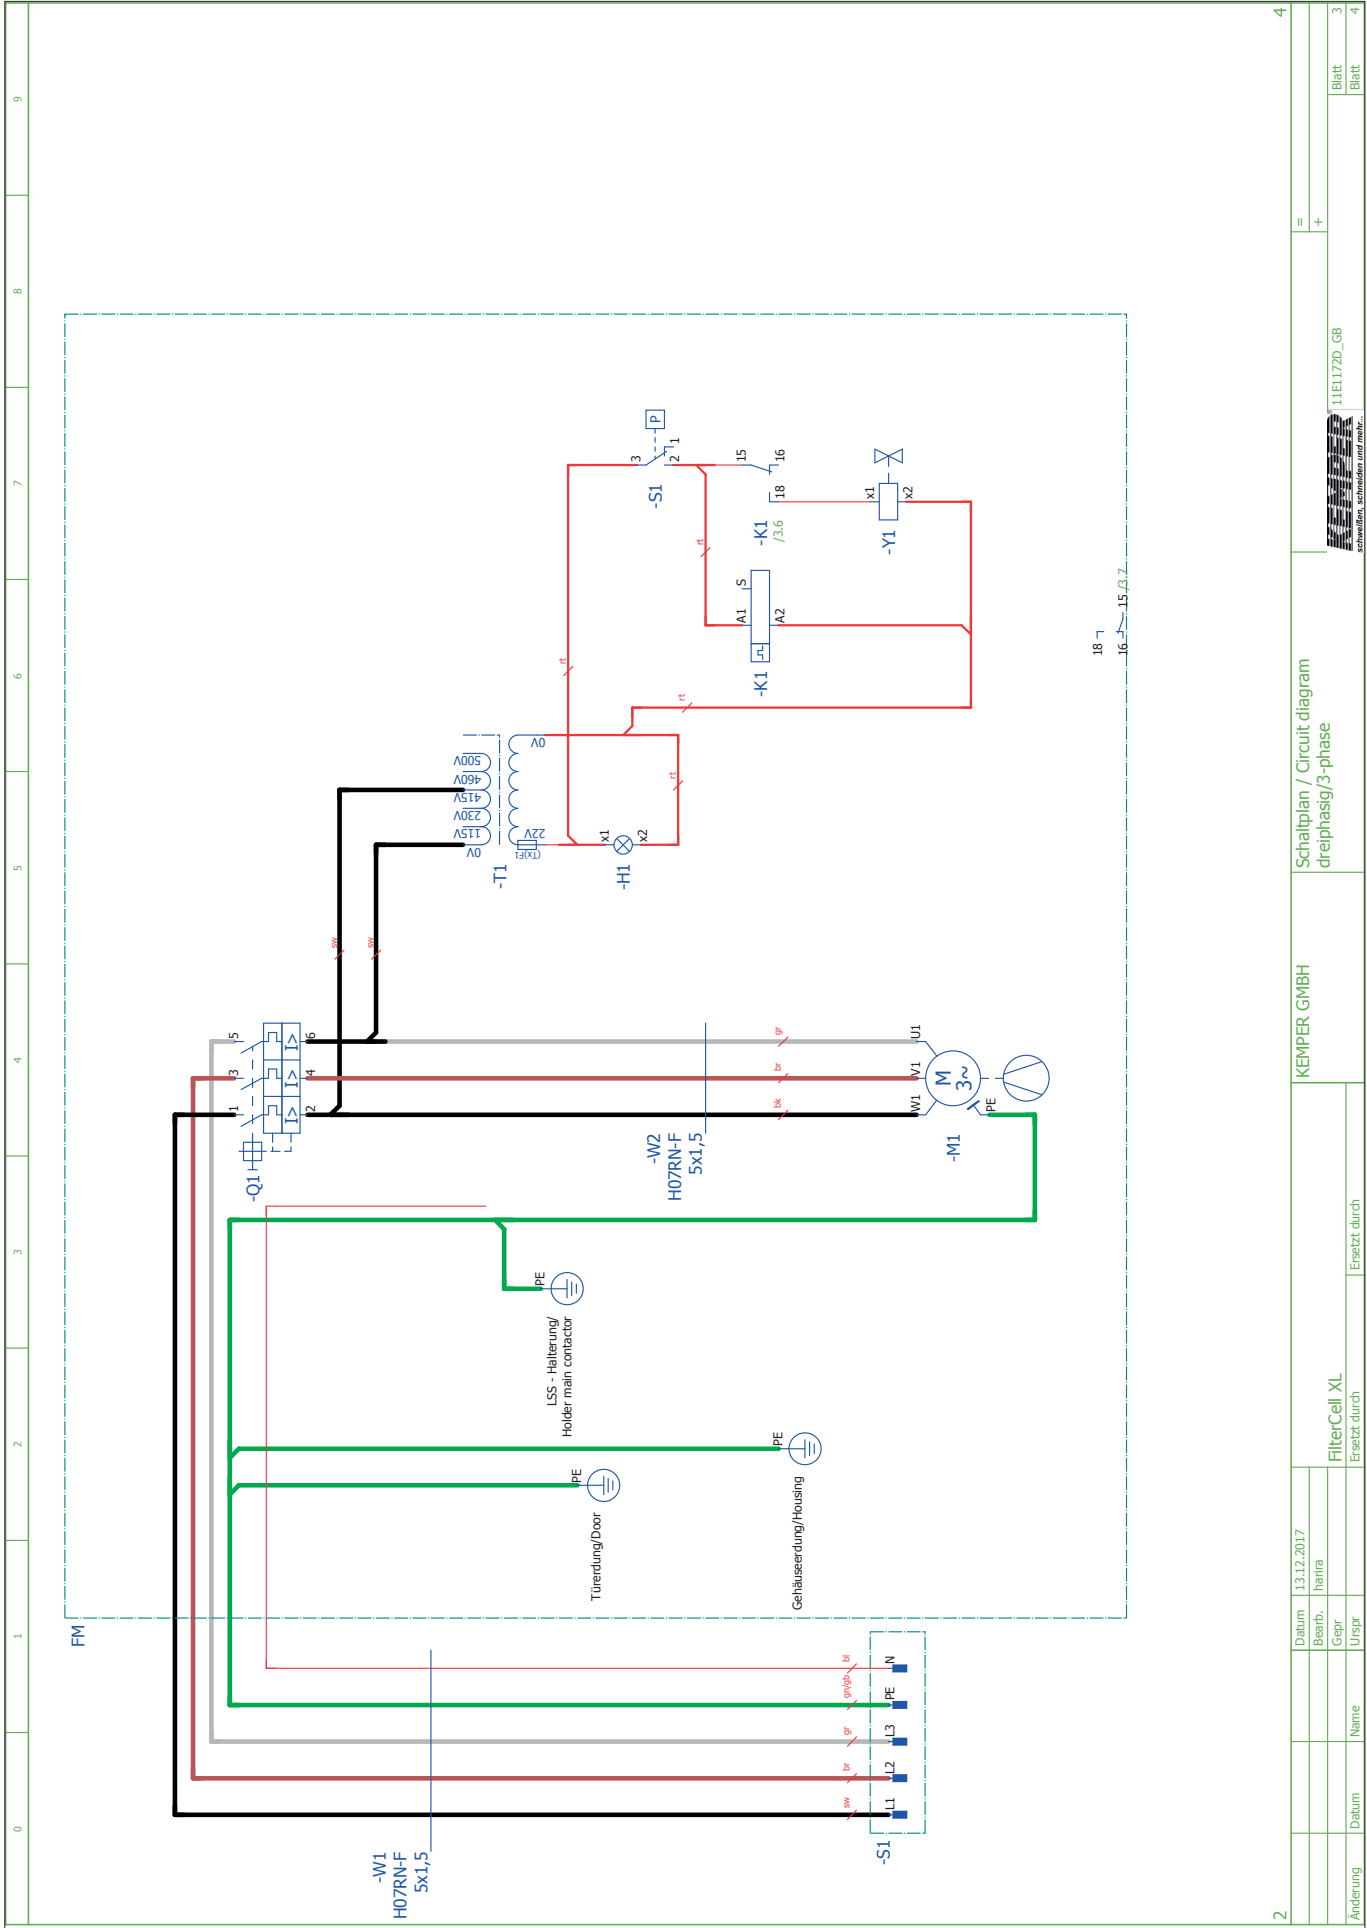 0 1 2 3 4 5 6 7 8 9
FM
-W1
H07RN-F
5x1,5
-S1
L1 L2 L3 PE N
sw br gr gn/gb bl
Türerdung/Door
PE
Gehäuseerdung/Housing
PE
LSS - Halterung/
Holder main contactor
PE
-Q1
1 3 5
I> I> I>
2 4 6
sw
sw
-W2
H07RN-F
5x1,5
bk br gr
W1 V1 U1
-M1
M
3~
PE
-T1
0V 115V 230V 415V 460V 500V
22V 0V
(Tx)F1
-H1
x1
x2
rt
rt
rt
-K1
A1 S
A2
rt
-S1
3
2 1
P
-K1
/3.6
15
18 16
-Y1
x1
x2
18
16 15 /3.7
2
4
Änderung
Datum
Name
Datum 13.12.2017
Bearb. harira
Gepr
Urspr
FilterCell XL
Ersetzt durch
Ersetzt durch
KEMPER GMBH
Schaltplan / Circuit diagram
dreiphasig/3-phase
KEMPER®
schweißen, schneiden und mehr...
11E1172D_GB
=
+
Blatt 3
Blatt 4